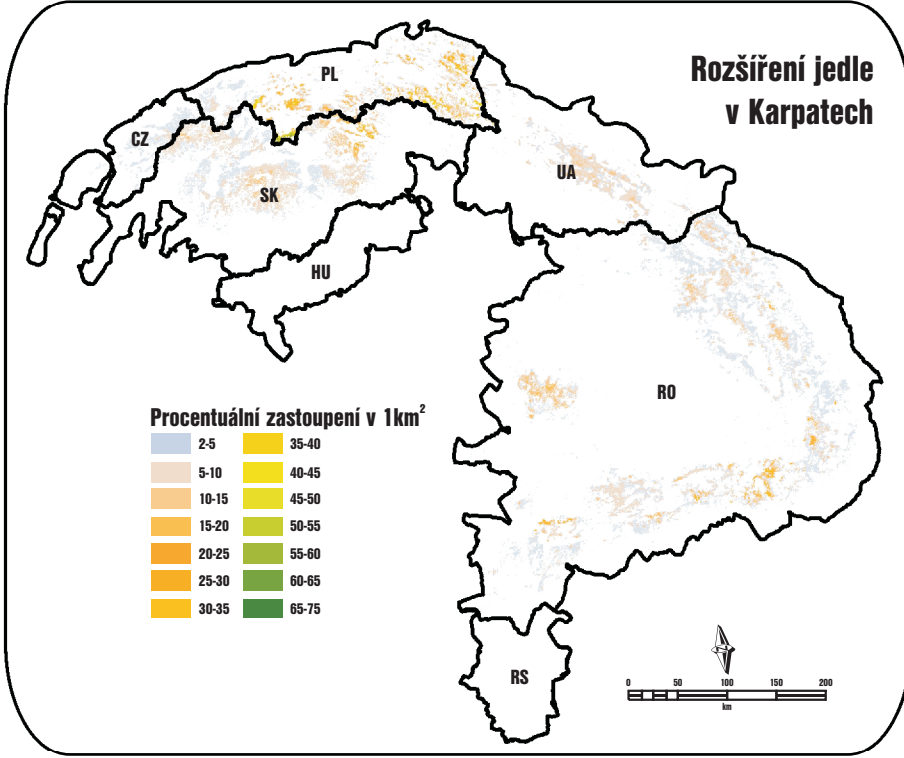 Rozšíření jedle
v Karpatech
PL
CZ
SK
UA
HU
RO
RS
Procentuální zastoupení v 1km²
2-5
5-10
10-15
15-20
20-25
25-30
30-35
35-40
40-45
45-50
50-55
55-60
60-65
65-75
0 50 100 150 200
km